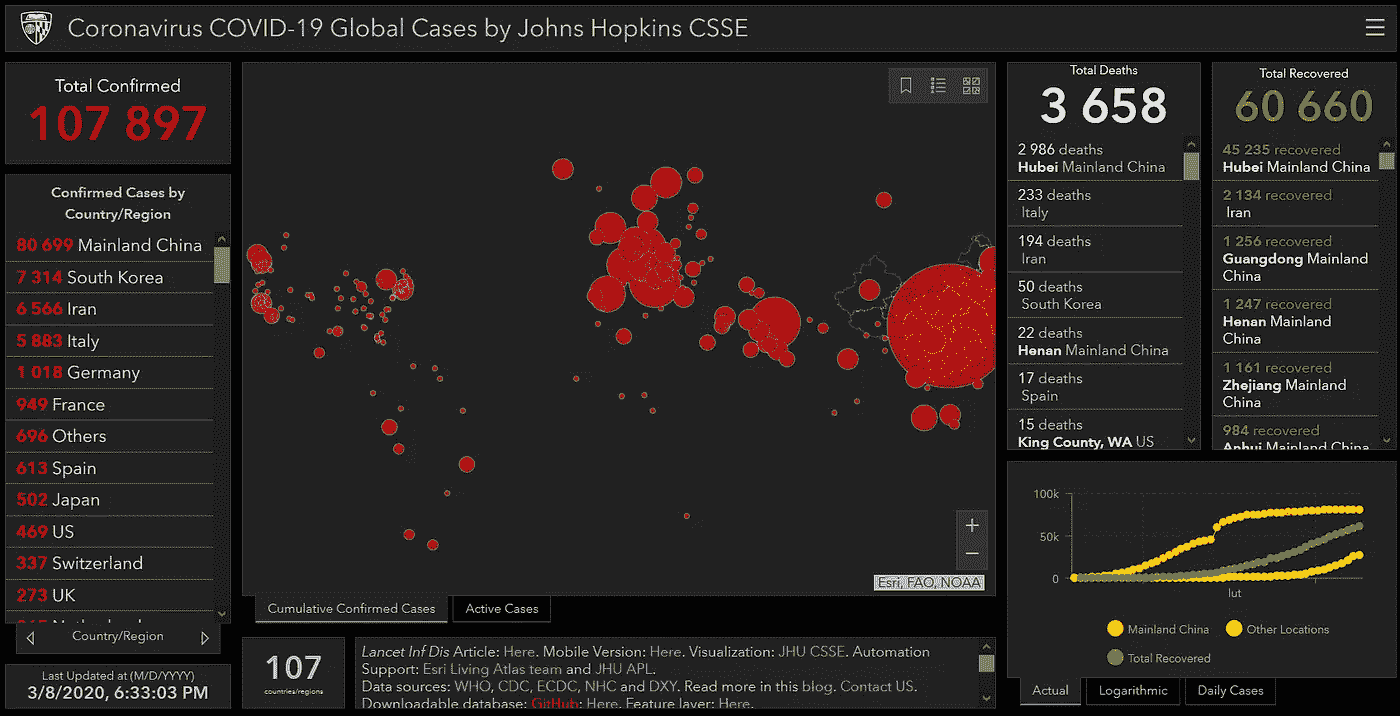 Coronavirus COVID-19 Global Cases by Johns Hopkins CSSE
Total Confirmed
107 897
Confirmed Cases by
Country/Region
80 699 Mainland China
7 314 South Korea
6 566 Iran
5 883 Italy
1 018 Germany
949 France
696 Others
613 Spain
502 Japan
469 US
337 Switzerland
273 UK
Country/Region
Last Updated at (M/D/YYYY)
3/8/2020, 6:33:03 PM
Esri, FAO, NOAA
Cumulative Confirmed Cases
Active Cases
107
countries/regions
Lancet Inf Dis Article: Here. Mobile Version: Here. Visualization: JHU CSSE. Automation
Support: Esri Living Atlas team and JHU APL.
Data sources: WHO, CDC, ECDC, NHC and DXY. Read more in this blog. Contact US.
Downloadable database: GitHub: Here. Feature layer: Here.
Total Deaths
3 658
2 986 deaths
Hubei Mainland China
233 deaths
Italy
194 deaths
Iran
50 deaths
South Korea
22 deaths
Henan Mainland China
17 deaths
Spain
15 deaths
King County, WA US
Total Recovered
60 660
45 235 recovered
Hubei Mainland China
2 134 recovered
Iran
1 256 recovered
Guangdong Mainland
China
1 247 recovered
Henan Mainland
China
1 161 recovered
Zhejiang Mainland
China
984 recovered
Anhui Mainland China
100k
50k
0
lut
Mainland China
Other Locations
Total Recovered
Actual
Logarithmic
Daily Cases